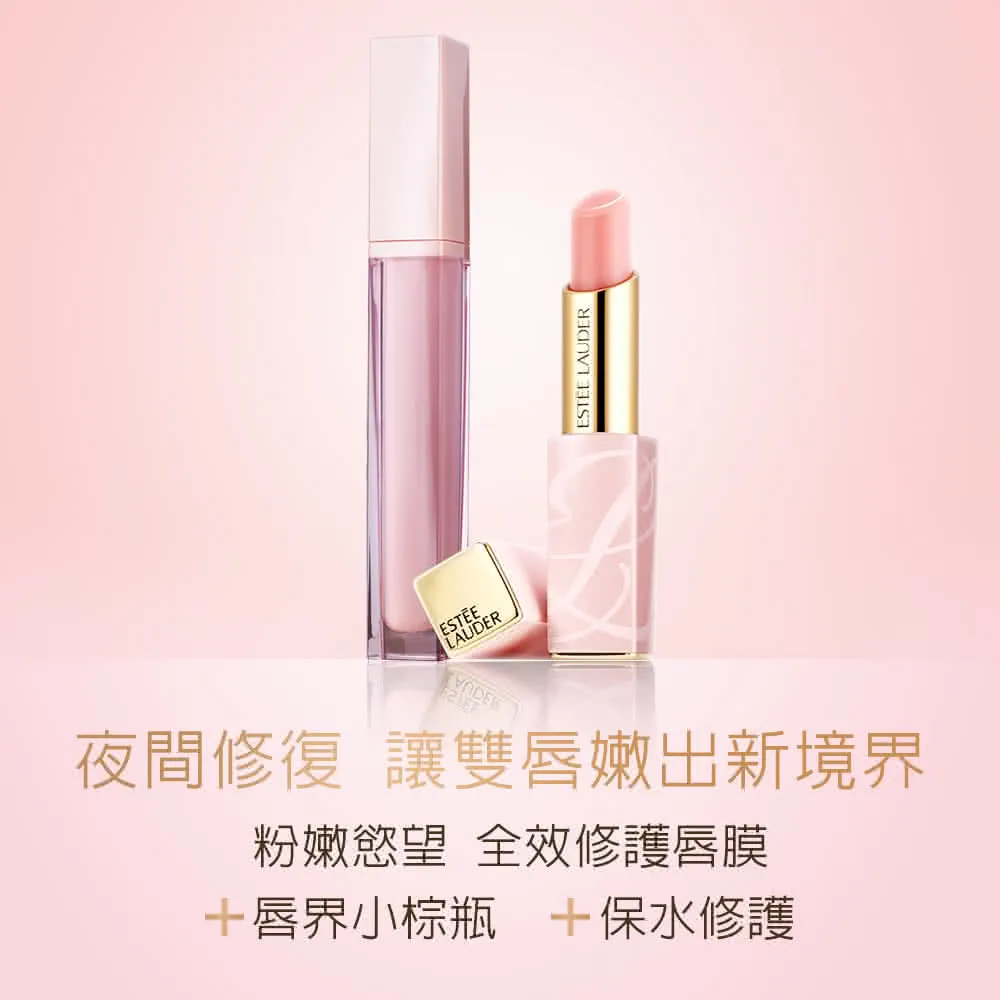 ESTĒE LAUDER
ESTĒE
LAUDER
夜間修復 讓雙唇嫩出新境界
粉嫩慾望 全效修護唇膜
+唇界小棕瓶 +保水修護